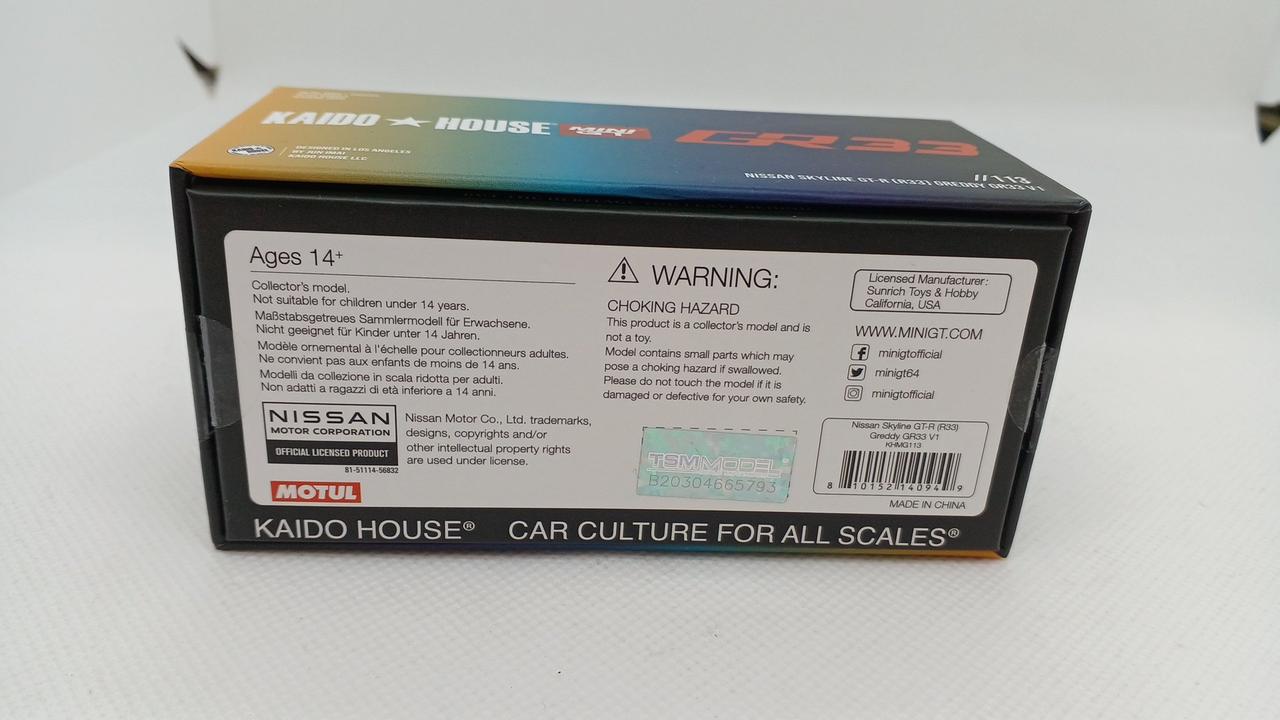 KAIDO ★ HOUSE MINI GT GR33
DESIGNED IN LOS ANGELES
BY JUN IMAI
KAIDO HOUSE LLC
//113
NISSAN SKYLINE GT-R (R33) GREDDY GR33 V1
Ages 14+
Collector's model.
Not suitable for children under 14 years.
Maßstabsgetreues Sammlermodell für Erwachsene.
Nicht geeignet für Kinder unter 14 Jahren.
Modèle ornemental à l'échelle pour collectionneurs adultes.
Ne convient pas aux enfants de moins de 14 ans.
Modelli da collezione in scala ridotta per adulti.
Non adatti a ragazzi di età inferiore a 14 anni.
NISSAN
MOTOR CORPORATION
OFFICIAL LICENSED PRODUCT
81-51114-56832
Nissan Motor Co., Ltd. trademarks,
designs, copyrights and/or
other intellectual property rights
are used under license.
MOTUL
WARNING:
CHOKING HAZARD
This product is a collector's model and is
not a toy.
Model contains small parts which may
pose a choking hazard if swallowed.
Please do not touch the model if it is
damaged or defective for your own safety.
TSMMODEL
B20304665793
Licensed Manufacturer:
Sunrich Toys & Hobby
California, USA
WWW.MINIGT.COM
minigtofficial
minigt64
minigtofficial
Nissan Skyline GT-R (R33)
Greddy GR33 V1
KHMG113
8 10152 14094 9
MADE IN CHINA
KAIDO HOUSE® CAR CULTURE FOR ALL SCALES®